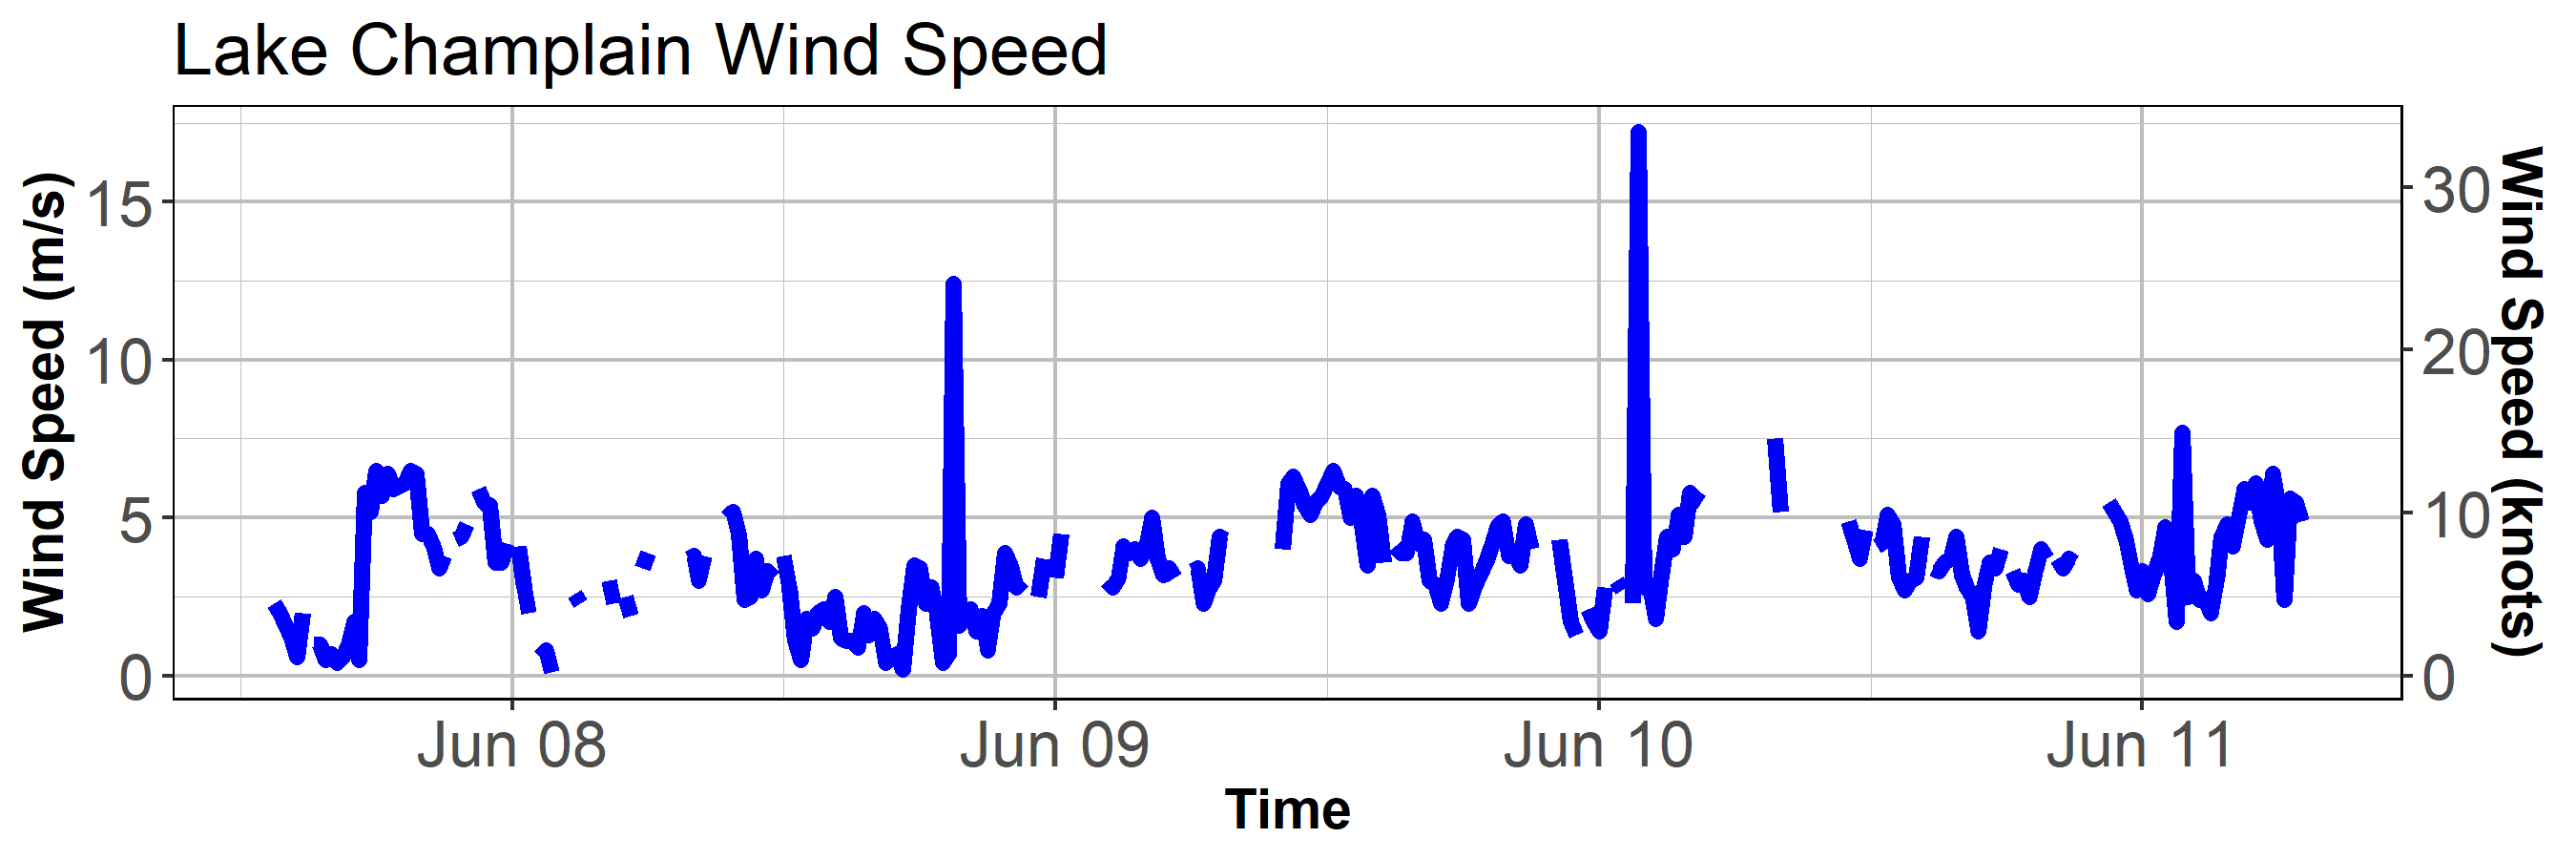 Lake Champlain Wind Speed
Wind Speed (m/s)
15
10
5
0
30
20
10
0
Wind Speed (knots)
Jun 08
Jun 09
Jun 10
Jun 11
Time